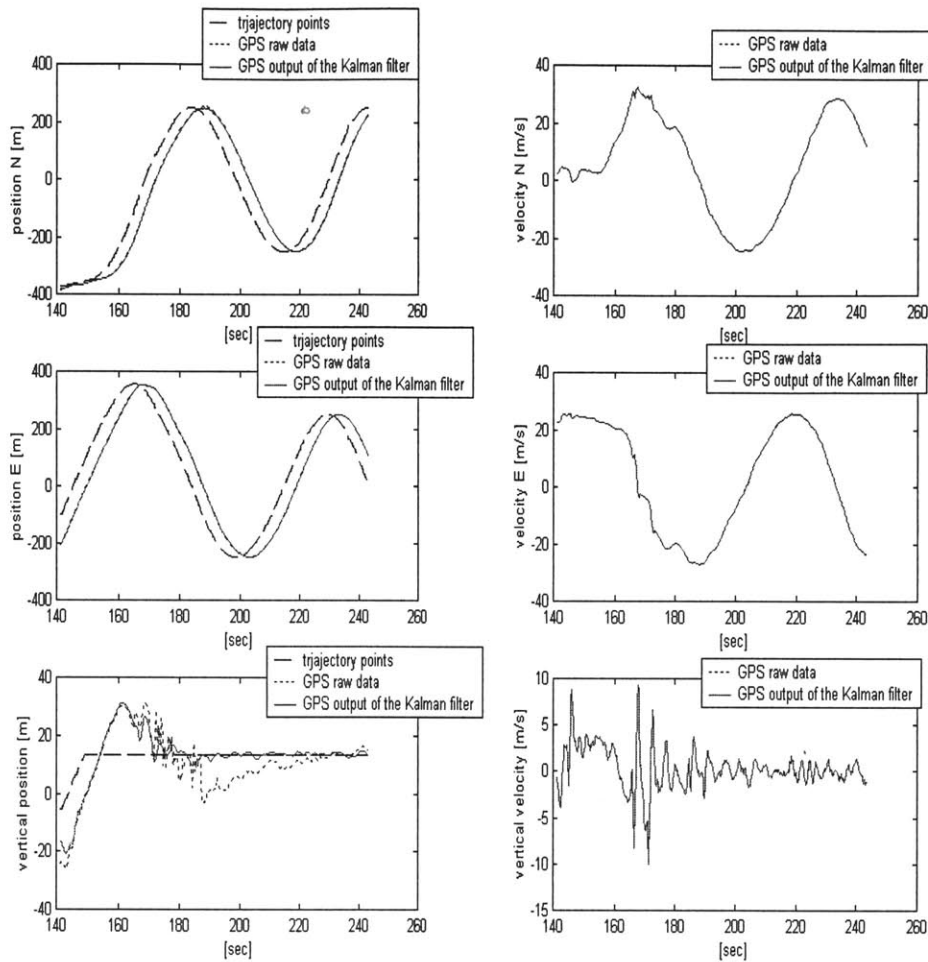 trjajectory points
GPS raw data
GPS output of the Kalman filter
400
200
0
-200
-400
position N [m]
140 160 180 200 220 240 260
[sec]
GPS raw data
GPS output of the Kalman filter
40
20
0
-20
-40
velocity N [m/s]
140 160 180 200 220 240 260
[sec]
trjajectory points
GPS raw data
GPS output of the Kalman filter
400
200
0
-200
-400
position E [m]
140 160 180 200 220 240 260
[sec]
GPS raw data
GPS output of the Kalman filter
40
20
0
-20
-40
velocity E [m/s]
140 160 180 200 220 240 260
[sec]
trjajectory points
GPS raw data
GPS output of the Kalman filter
40
20
0
-20
-40
vertical position [m]
140 160 180 200 220 240 260
[sec]
GPS raw data
GPS output of the Kalman filter
10
5
0
-5
-10
-15
vertical velocity [m/s]
140 160 180 200 220 240 260
[sec]